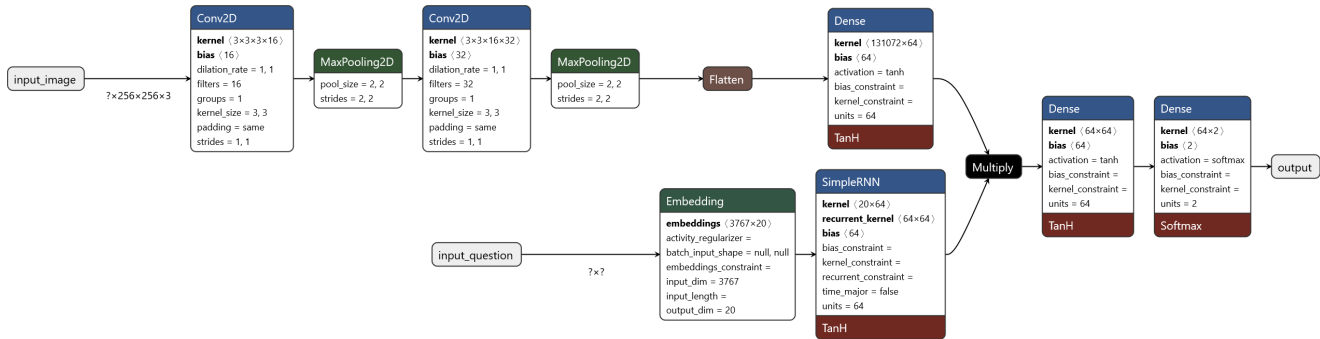 input_image
?×256×256×3
Conv2D
kernel ⟨3×3×3×16⟩
bias ⟨16⟩
dilation_rate = 1, 1
filters = 16
groups = 1
kernel_size = 3, 3
padding = same
strides = 1, 1
MaxPooling2D
pool_size = 2, 2
strides = 2, 2
Conv2D
kernel ⟨3×3×16×32⟩
bias ⟨32⟩
dilation_rate = 1, 1
filters = 32
groups = 1
kernel_size = 3, 3
padding = same
strides = 1, 1
MaxPooling2D
pool_size = 2, 2
strides = 2, 2
Flatten
Dense
kernel ⟨131072×64⟩
bias ⟨64⟩
activation = tanh
bias_constraint =
kernel_constraint =
units = 64
TanH
input_question
?×?
Embedding
embeddings ⟨3767×20⟩
activity_regularizer =
batch_input_shape = null, null
embeddings_constraint =
input_dim = 3767
input_length =
output_dim = 20
SimpleRNN
kernel ⟨20×64⟩
recurrent_kernel ⟨64×64⟩
bias ⟨64⟩
bias_constraint =
kernel_constraint =
recurrent_constraint =
time_major = false
units = 64
TanH
Multiply
Dense
kernel ⟨64×64⟩
bias ⟨64⟩
activation = tanh
bias_constraint =
kernel_constraint =
units = 64
TanH
Dense
kernel ⟨64×2⟩
bias ⟨2⟩
activation = softmax
bias_constraint =
kernel_constraint =
units = 2
Softmax
output